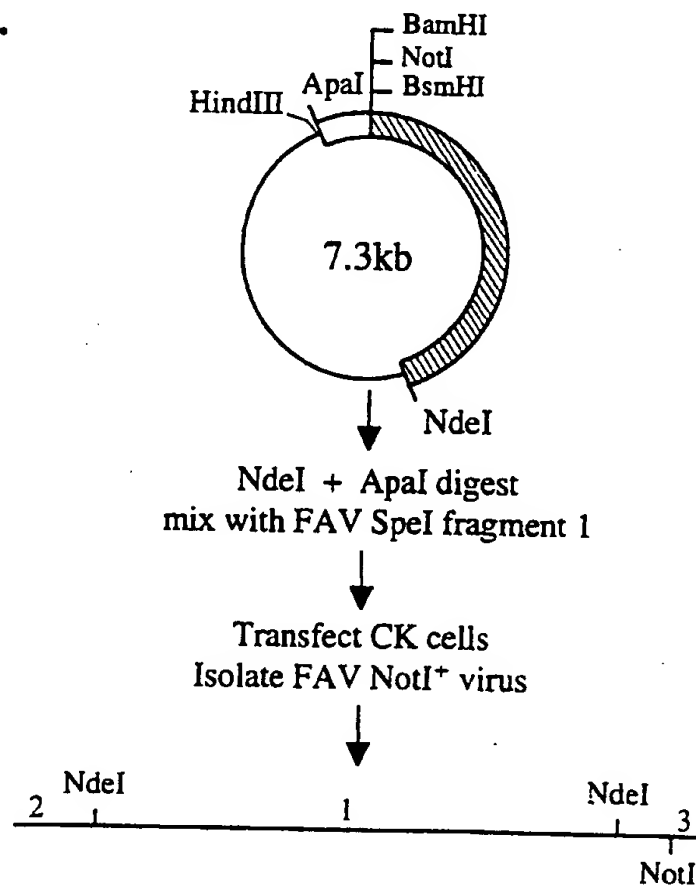 BamHI
NotI
BsmHI
ApaI
HindIII
7.3kb
NdeI
NdeI + ApaI digest
mix with FAV SpeI fragment 1
Transfect CK cells
Isolate FAV NotI⁺ virus
2 NdeI 1 NdeI 3
NotI